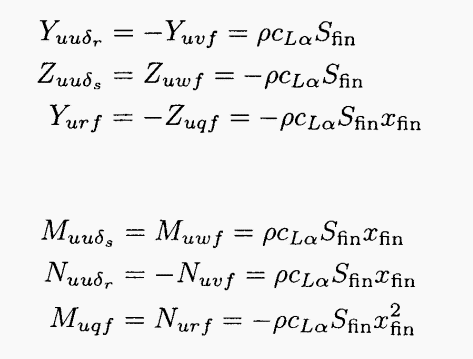 Y_{uuδ_r} = −Y_{uvf} = ρc_{Lα}S_{fin}
Z_{uuδ_s} = Z_{uwf} = −ρc_{Lα}S_{fin}
Y_{urf} = −Z_{uqf} = −ρc_{Lα}S_{fin}x_{fin}
M_{uuδ_s} = M_{uwf} = ρc_{Lα}S_{fin}x_{fin}
N_{uuδ_r} = −N_{uvf} = ρc_{Lα}S_{fin}x_{fin}
M_{uqf} = N_{urf} = −ρc_{Lα}S_{fin}x_{fin}^2